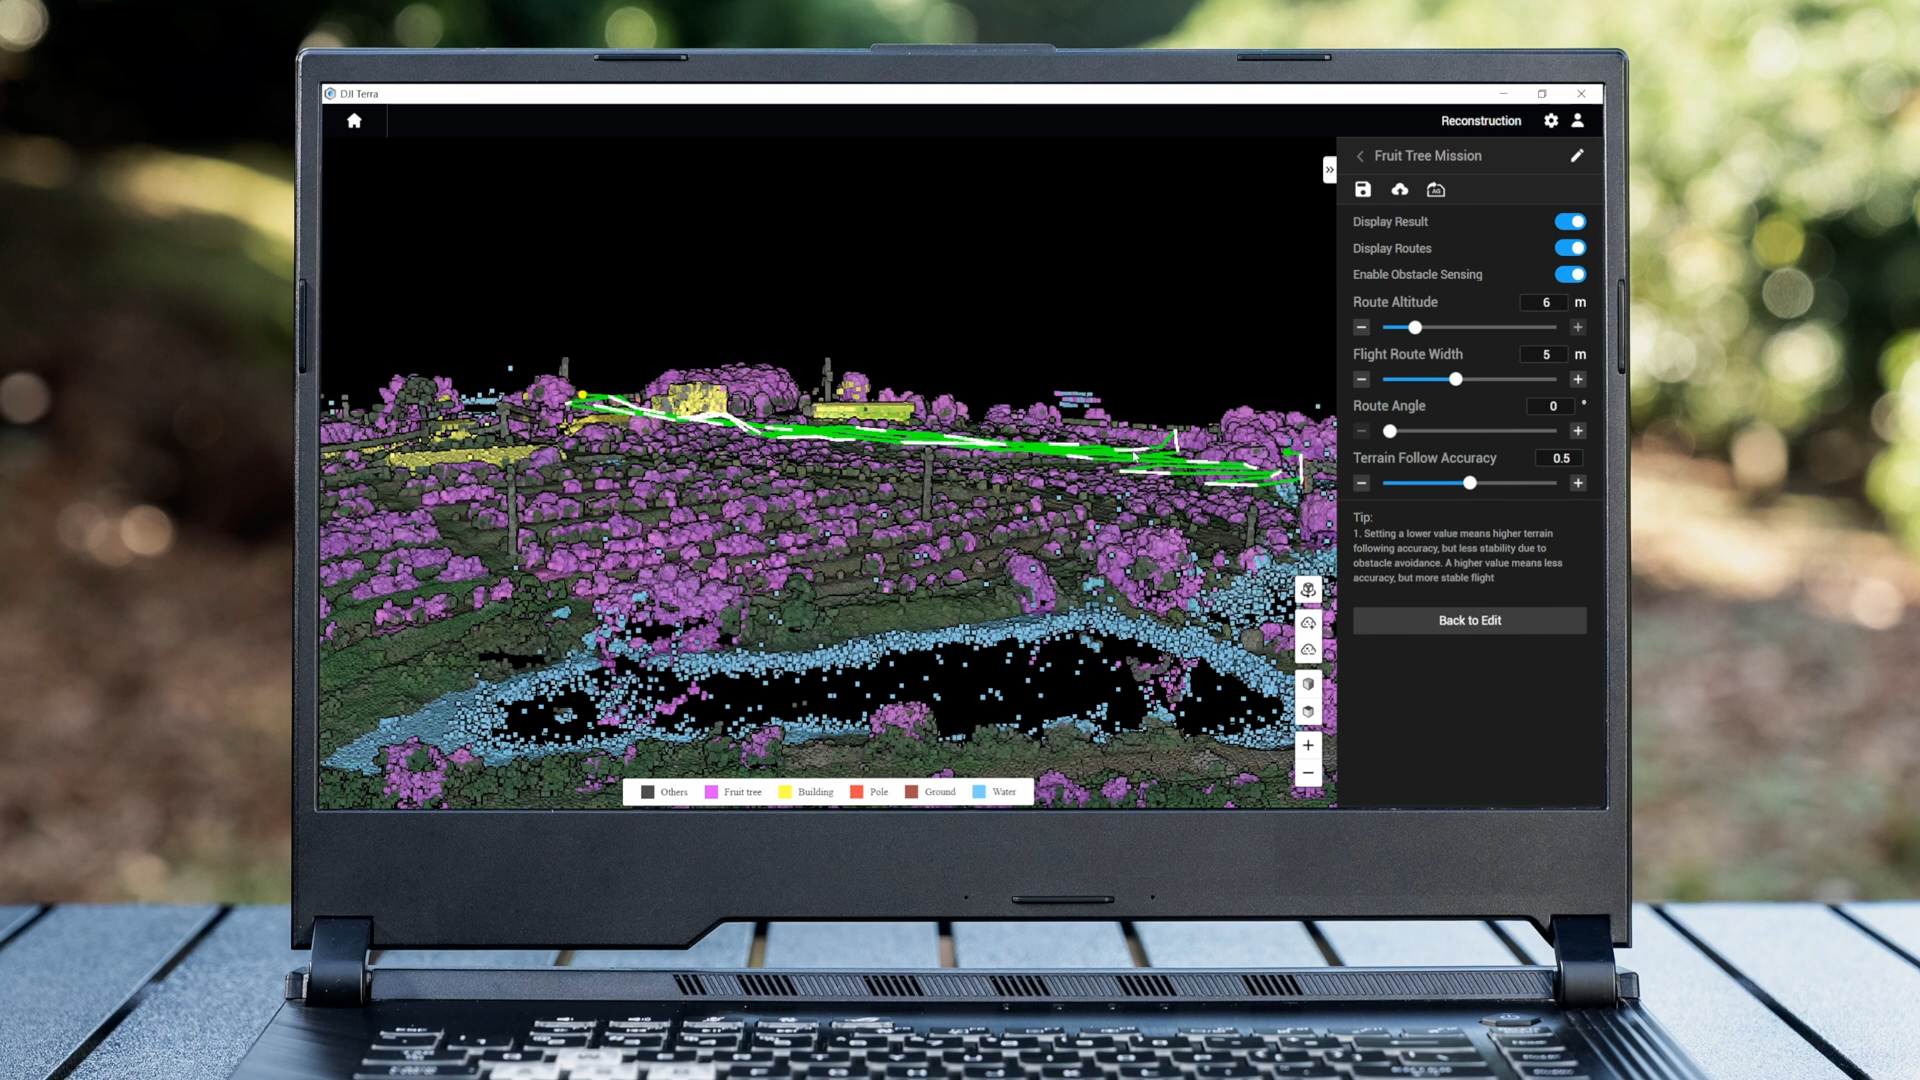 DJI Terra
Reconstruction
Fruit Tree Mission
AG
Display Result
Display Routes
Enable Obstacle Sensing
Route Altitude 6 m
Flight Route Width 5 m
Route Angle 0 °
Terrain Follow Accuracy 0.5
Tip:
1. Setting a lower value means higher terrain
following accuracy, but less stability due to
obstacle avoidance. A higher value means less
accuracy, but more stable flight
Back to Edit
Others Fruit tree Building Pole Ground Water